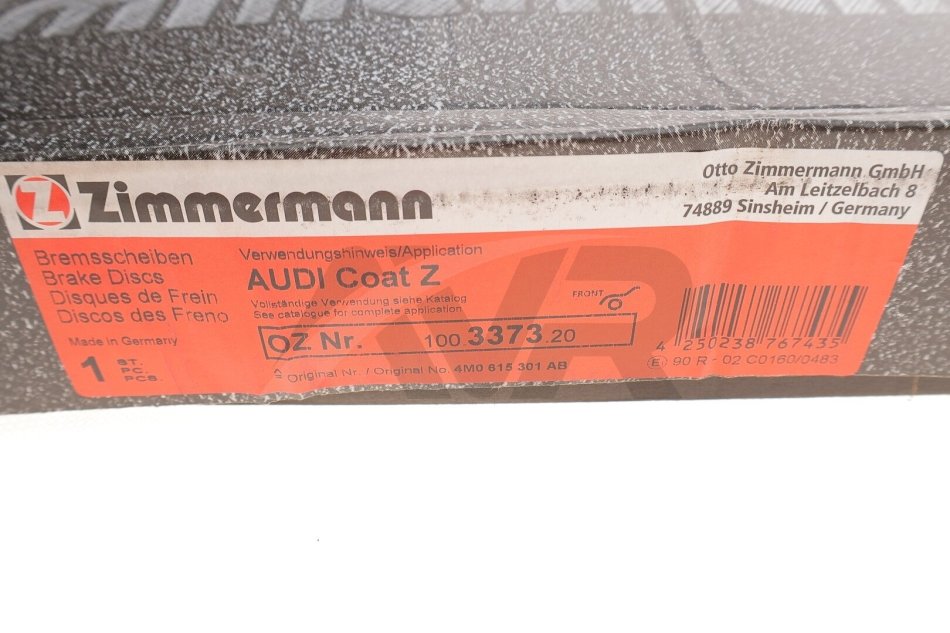 Z Zimmermann
Otto Zimmermann GmbH
Am Leitzelbach 8
74889 Sinsheim / Germany
Bremsscheiben
Brake Discs
Disques de Frein
Discos des Freno
Made in Germany
1 ST.
PC.
PCS.
Verwendungshinweis/Application
AUDI Coat Z
Vollständige Verwendung siehe Katalog
See catalogue for complete application
OZ Nr. 100 3373 20
≙ Original Nr. / Original No. 4M0 615 301 AB
FRONT
4 250238 767435
E1 90 R - 02 C0160/0483